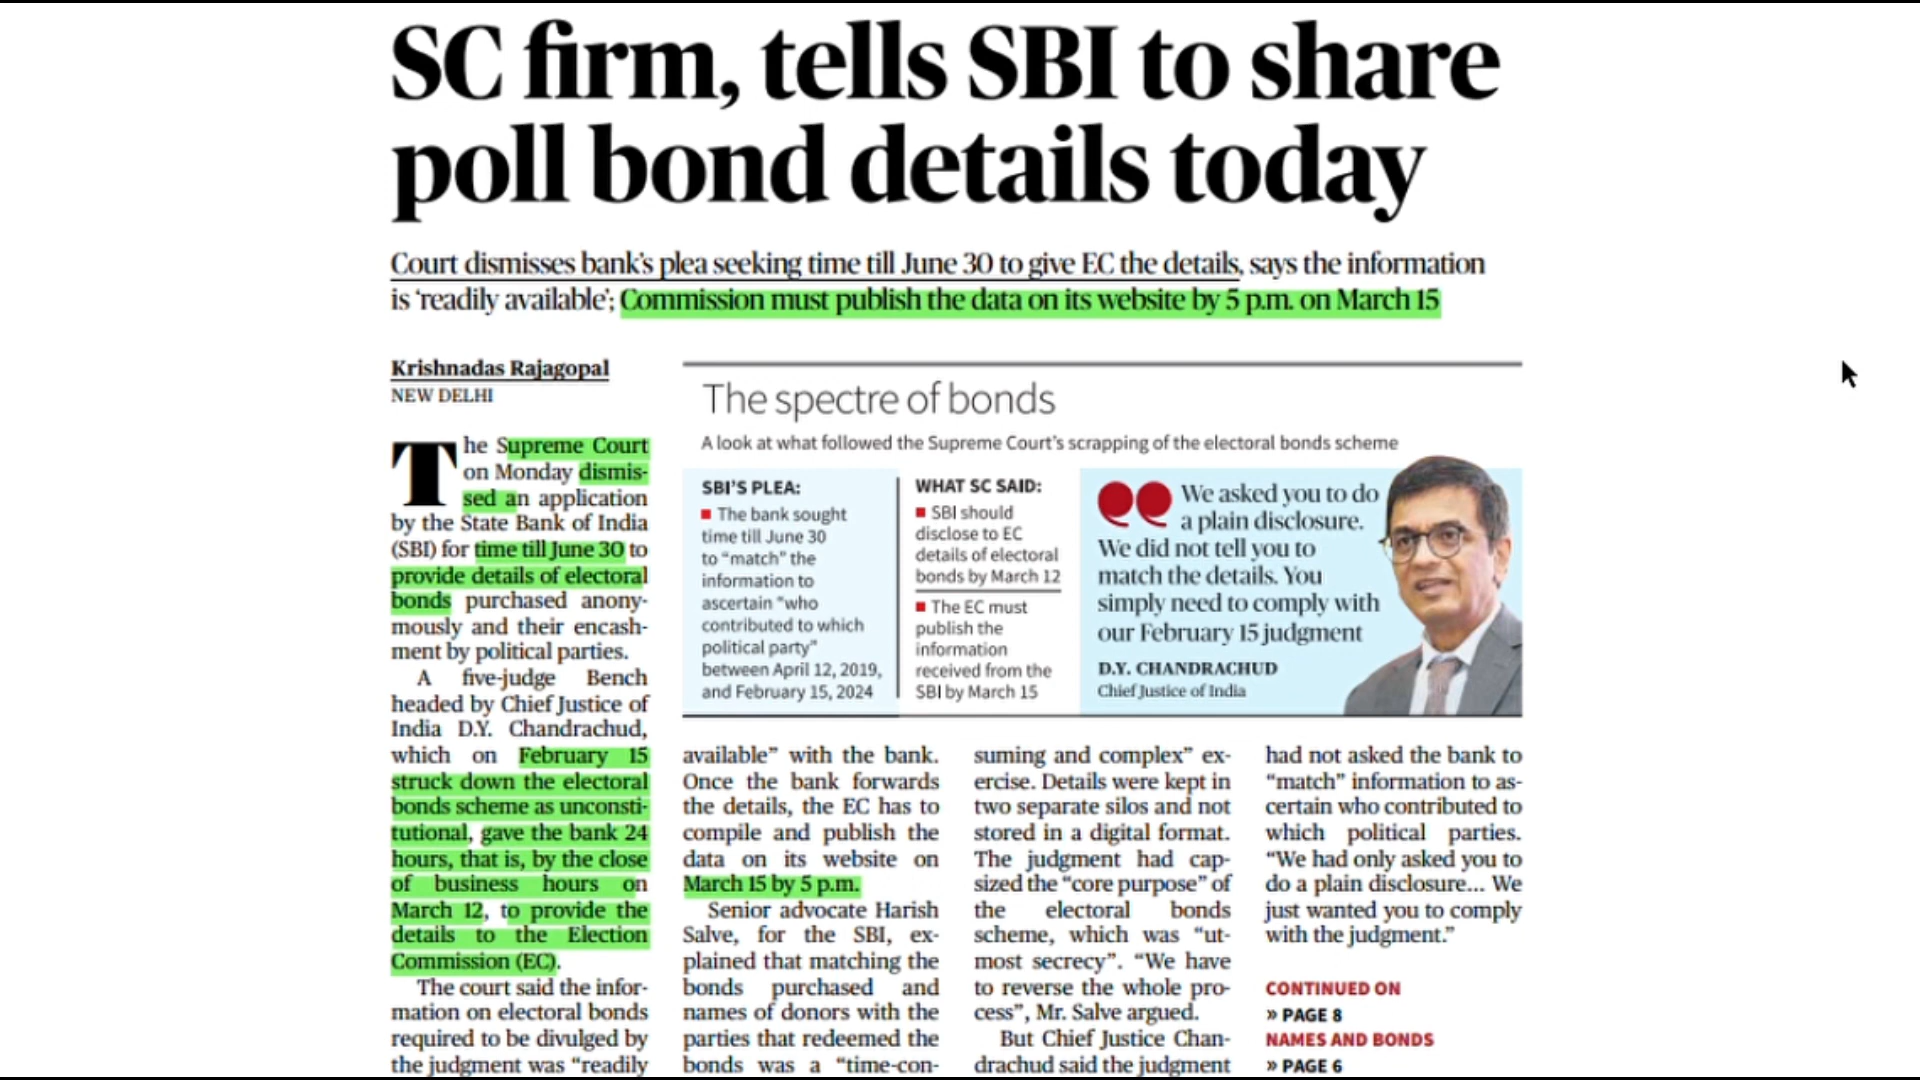 SC firm, tells SBI to share
poll bond details today
Court dismisses bank's plea seeking time till June 30 to give EC the details, says the information
is 'readily available'; Commission must publish the data on its website by 5 p.m. on March 15
Krishnadas Rajagopal
NEW DELHI
The Supreme Court
on Monday dismis-
sed an application
by the State Bank of India
(SBI) for time till June 30 to
provide details of electoral
bonds purchased anony-
mously and their encash-
ment by political parties.
A five-judge Bench
headed by Chief Justice of
India D.Y. Chandrachud,
which on February 15
struck down the electoral
bonds scheme as unconsti-
tutional, gave the bank 24
hours, that is, by the close
of business hours on
March 12, to provide the
details to the Election
Commission (EC).
The court said the infor-
mation on electoral bonds
required to be divulged by
the judgment was "readily
The spectre of bonds
A look at what followed the Supreme Court's scrapping of the electoral bonds scheme
SBI'S PLEA:
The bank sought
time till June 30
to "match" the
information to
ascertain "who
contributed to which
political party"
between April 12, 2019,
and February 15, 2024
WHAT SC SAID:
SBI should
disclose to EC
details of electoral
bonds by March 12
The EC must
publish the
information
received from the
SBI by March 15
We asked you to do
a plain disclosure.
We did not tell you to
match the details. You
simply need to comply with
our February 15 judgment
D.Y. CHANDRACHUD
Chief Justice of India
available" with the bank.
Once the bank forwards
the details, the EC has to
compile and publish the
data on its website on
March 15 by 5 p.m.
Senior advocate Harish
Salve, for the SBI, ex-
plained that matching the
bonds purchased and
names of donors with the
parties that redeemed the
bonds was a "time-con-
suming and complex" ex-
ercise. Details were kept in
two separate silos and not
stored in a digital format.
The judgment had cap-
sized the "core purpose" of
the electoral bonds
scheme, which was "ut-
most secrecy". "We have
to reverse the whole pro-
cess", Mr. Salve argued.
But Chief Justice Chan-
drachud said the judgment
had not asked the bank to
"match" information to as-
certain who contributed to
which political parties.
"We had only asked you to
do a plain disclosure... We
just wanted you to comply
with the judgment."
CONTINUED ON
» PAGE 8
NAMES AND BONDS
» PAGE 6